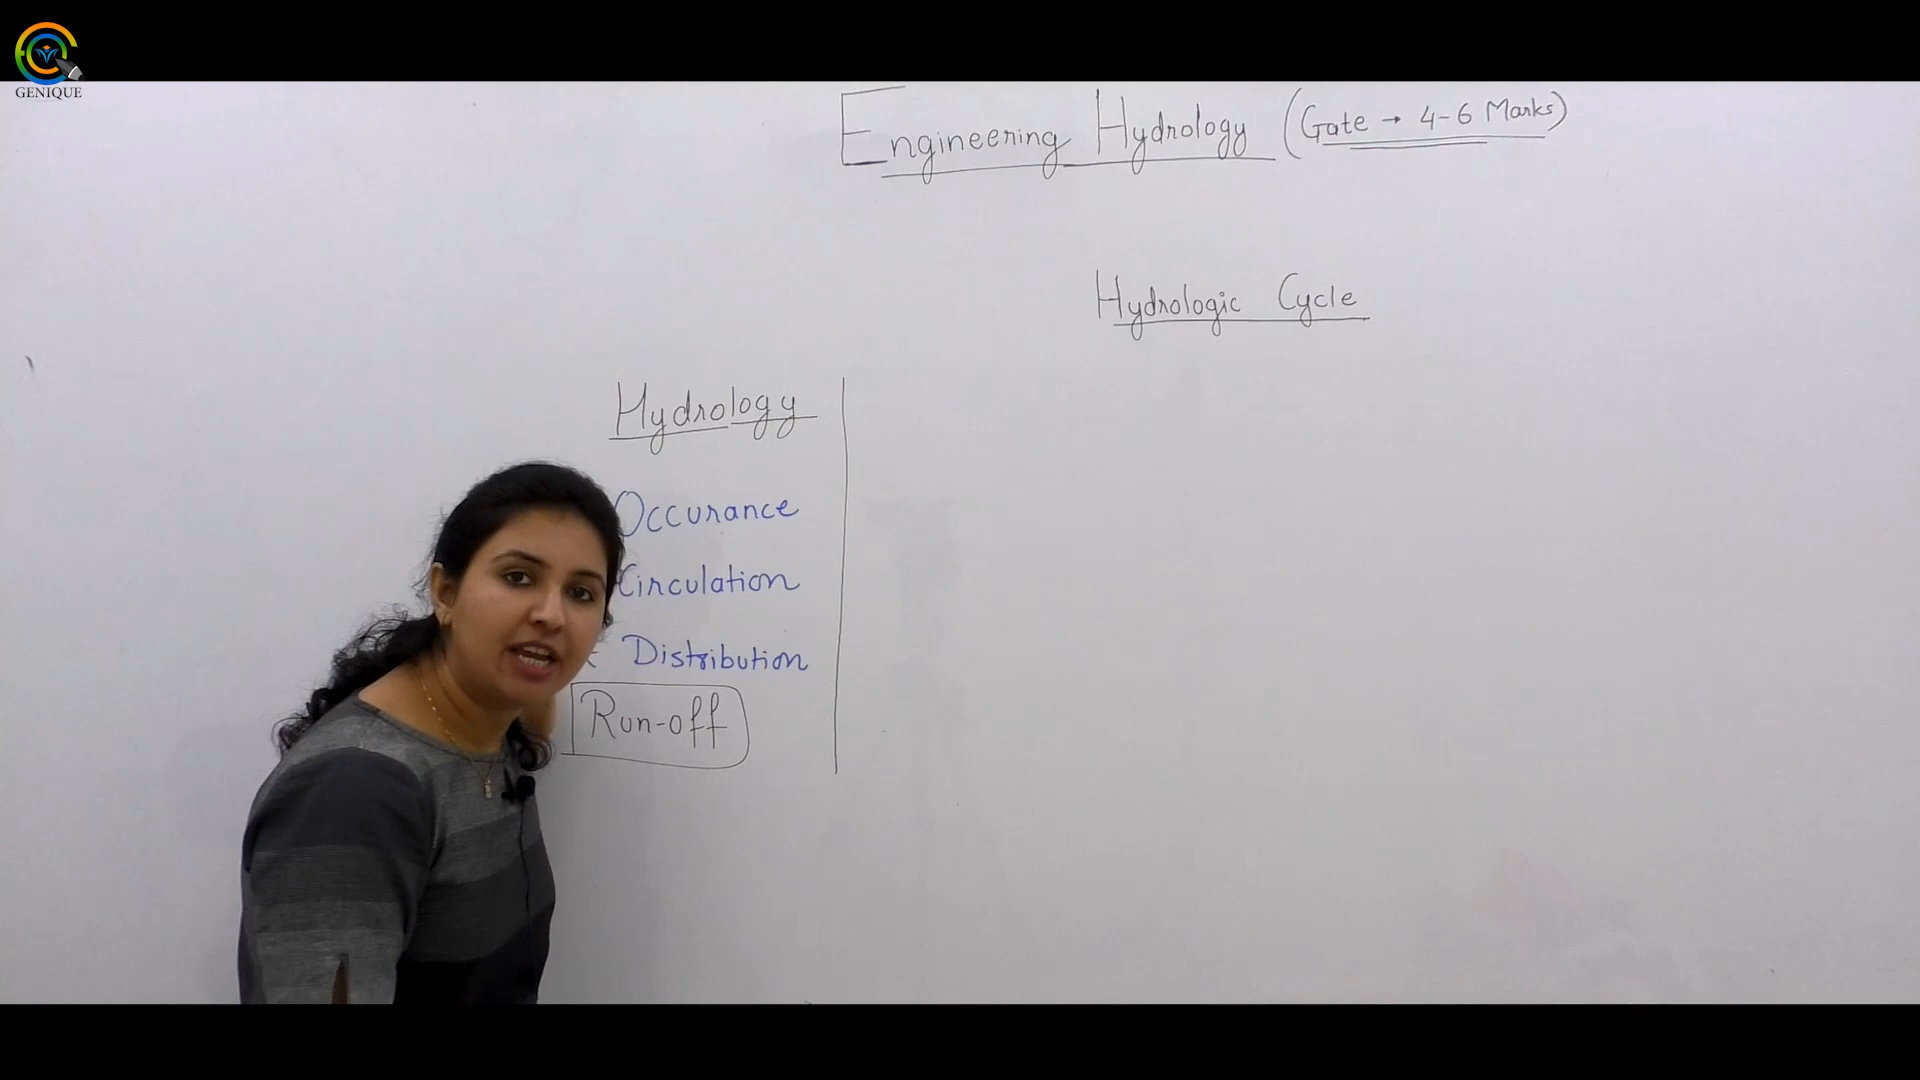 GENIQUE
Engineering Hydrology (Gate → 4-6 Marks)
Hydrologic Cycle
Hydrology
Occurance
Circulation
Distribution
Run-off